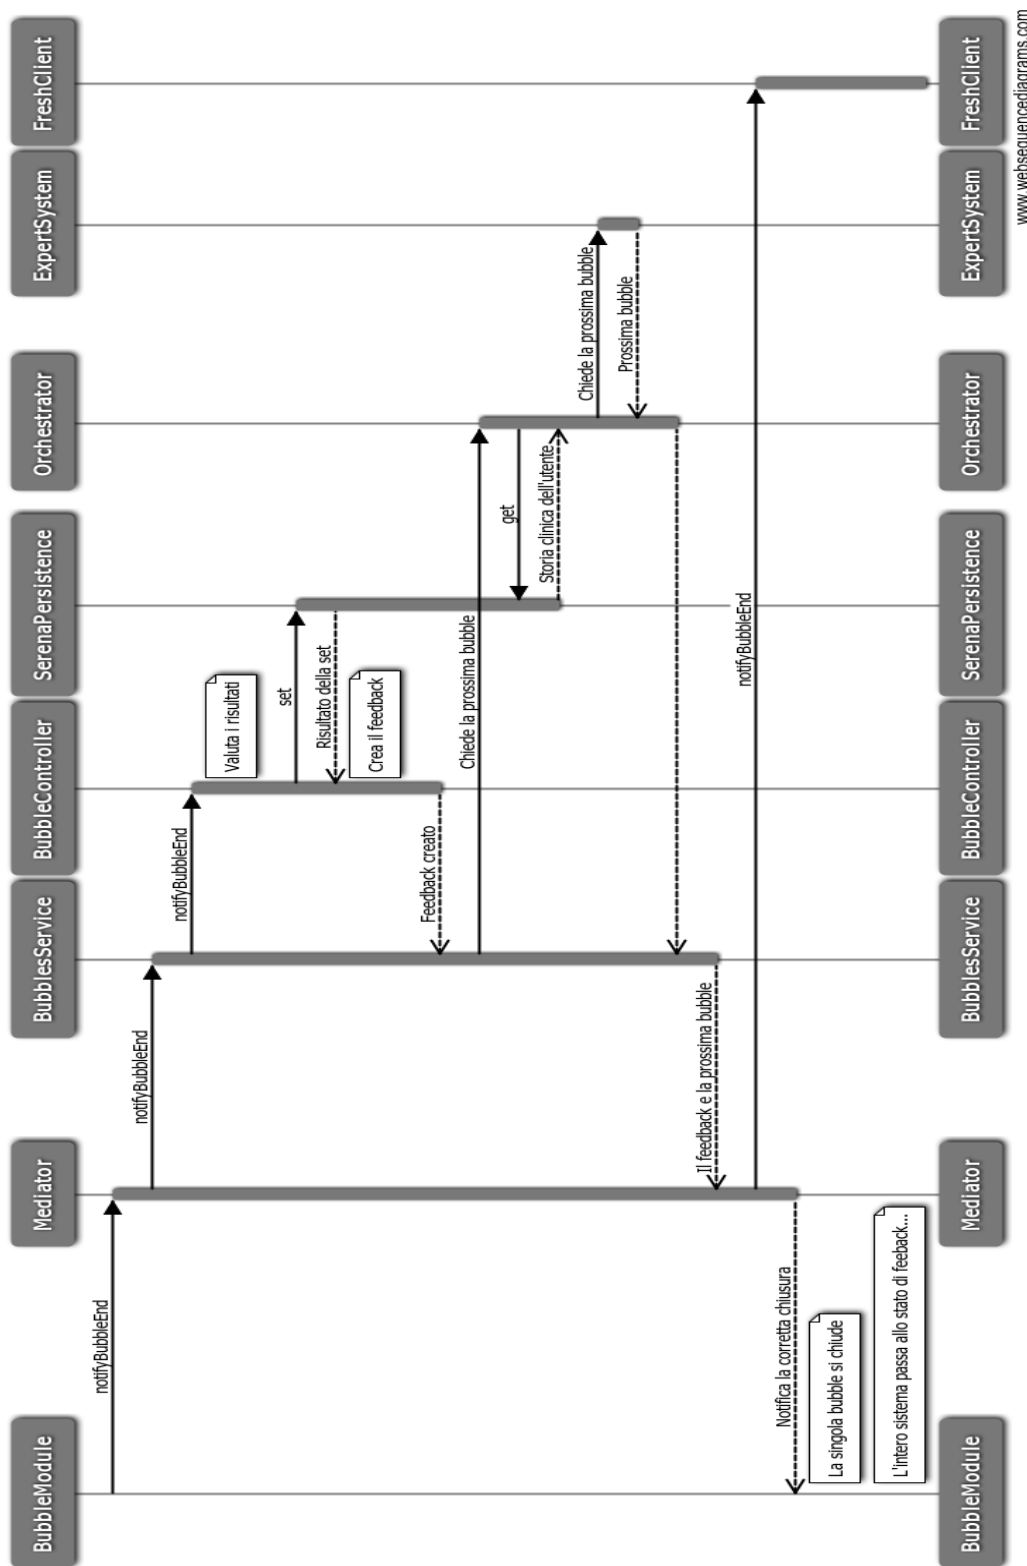 BubbleModule
Mediator
BubblesService
BubbleController
SerenaPersistence
Orchestrator
ExpertSystem
FreshClient
notifyBubbleEnd
notifyBubbleEnd
notifyBubbleEnd
Valuta i risultati
set
Risultato della set
Crea il feedback
Feedback creato
Chiede la prossima bubble
get
Storia clinica dell'utente
Chiede la prossima bubble
Prossima bubble
Il feedback e la prossima bubble
notifyBubbleEnd
Notifica la corretta chiusura
La singola bubble si chiude
L'intero sistema passa allo stato di feeback...
BubbleModule
Mediator
BubblesService
BubbleController
SerenaPersistence
Orchestrator
ExpertSystem
FreshClient
www.websequencediagrams.com